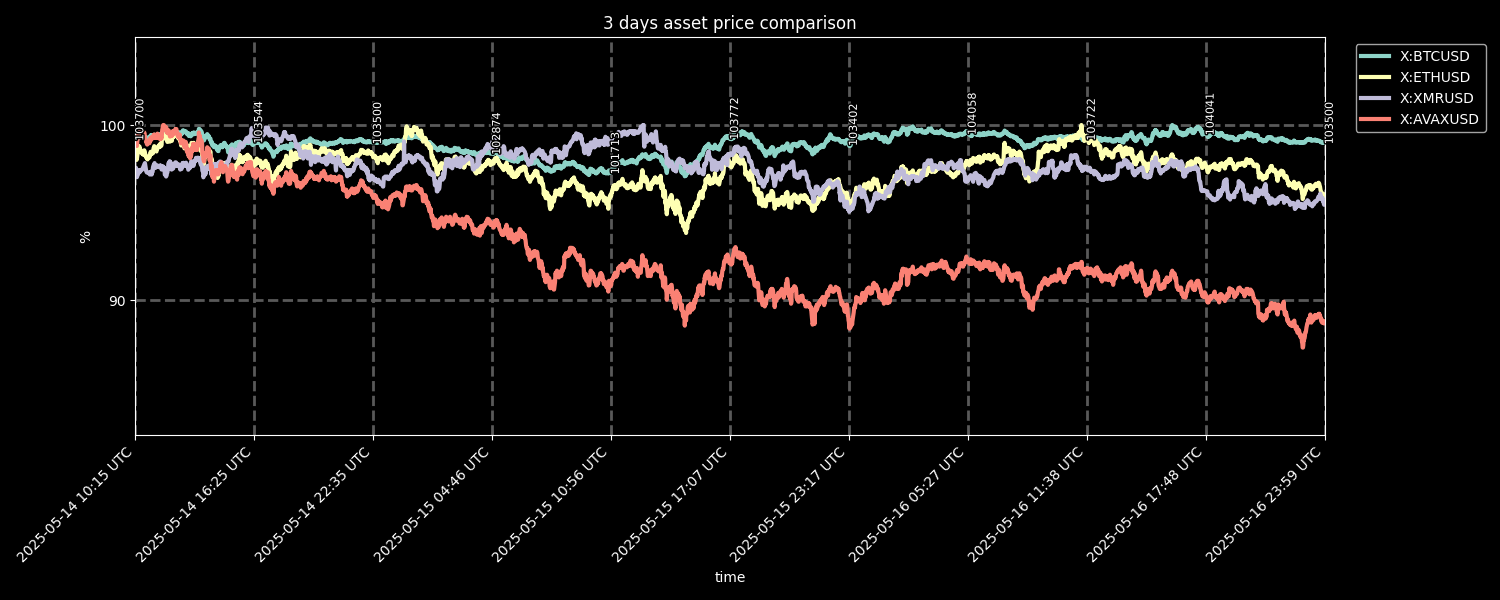 3 days asset price comparison
X:BTCUSD
X:ETHUSD
X:XMRUSD
X:AVAXUSD
100
90
%
103700
103544
103500
102874
101713
103772
103402
104058
103722
104041
103500
2025-05-14 10:15 UTC
2025-05-14 16:25 UTC
2025-05-14 22:35 UTC
2025-05-15 04:46 UTC
2025-05-15 10:56 UTC
2025-05-15 17:07 UTC
2025-05-15 23:17 UTC
2025-05-16 05:27 UTC
2025-05-16 11:38 UTC
2025-05-16 17:48 UTC
2025-05-16 23:59 UTC
time